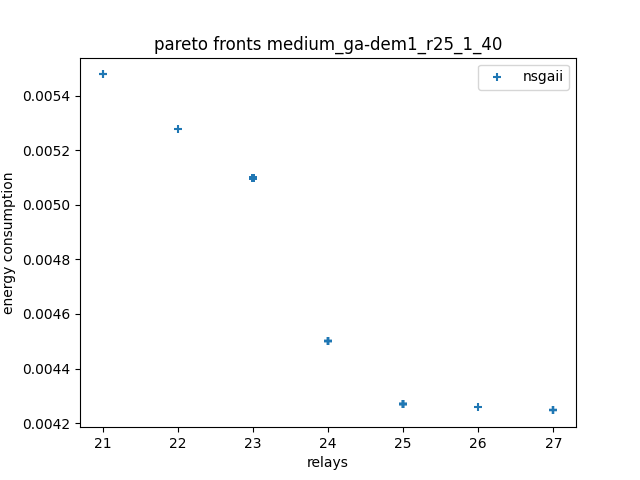 pareto fronts medium_ga-dem1_r25_1_40
nsgaii
0.0054
0.0052
0.0050
0.0048
0.0046
0.0044
0.0042
energy consumption
21 22 23 24 25 26 27
relays